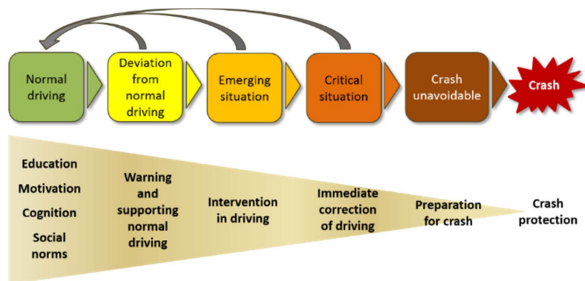 Normal
driving
Deviation
from
normal
driving
Emerging
situation
Critical
situation
Crash
unavoidable
Crash
Education
Motivation
Cognition
Social
norms
Warning
and
supporting
normal
driving
Intervention
in driving
Immediate
correction
of driving
Preparation
for crash
Crash
protection